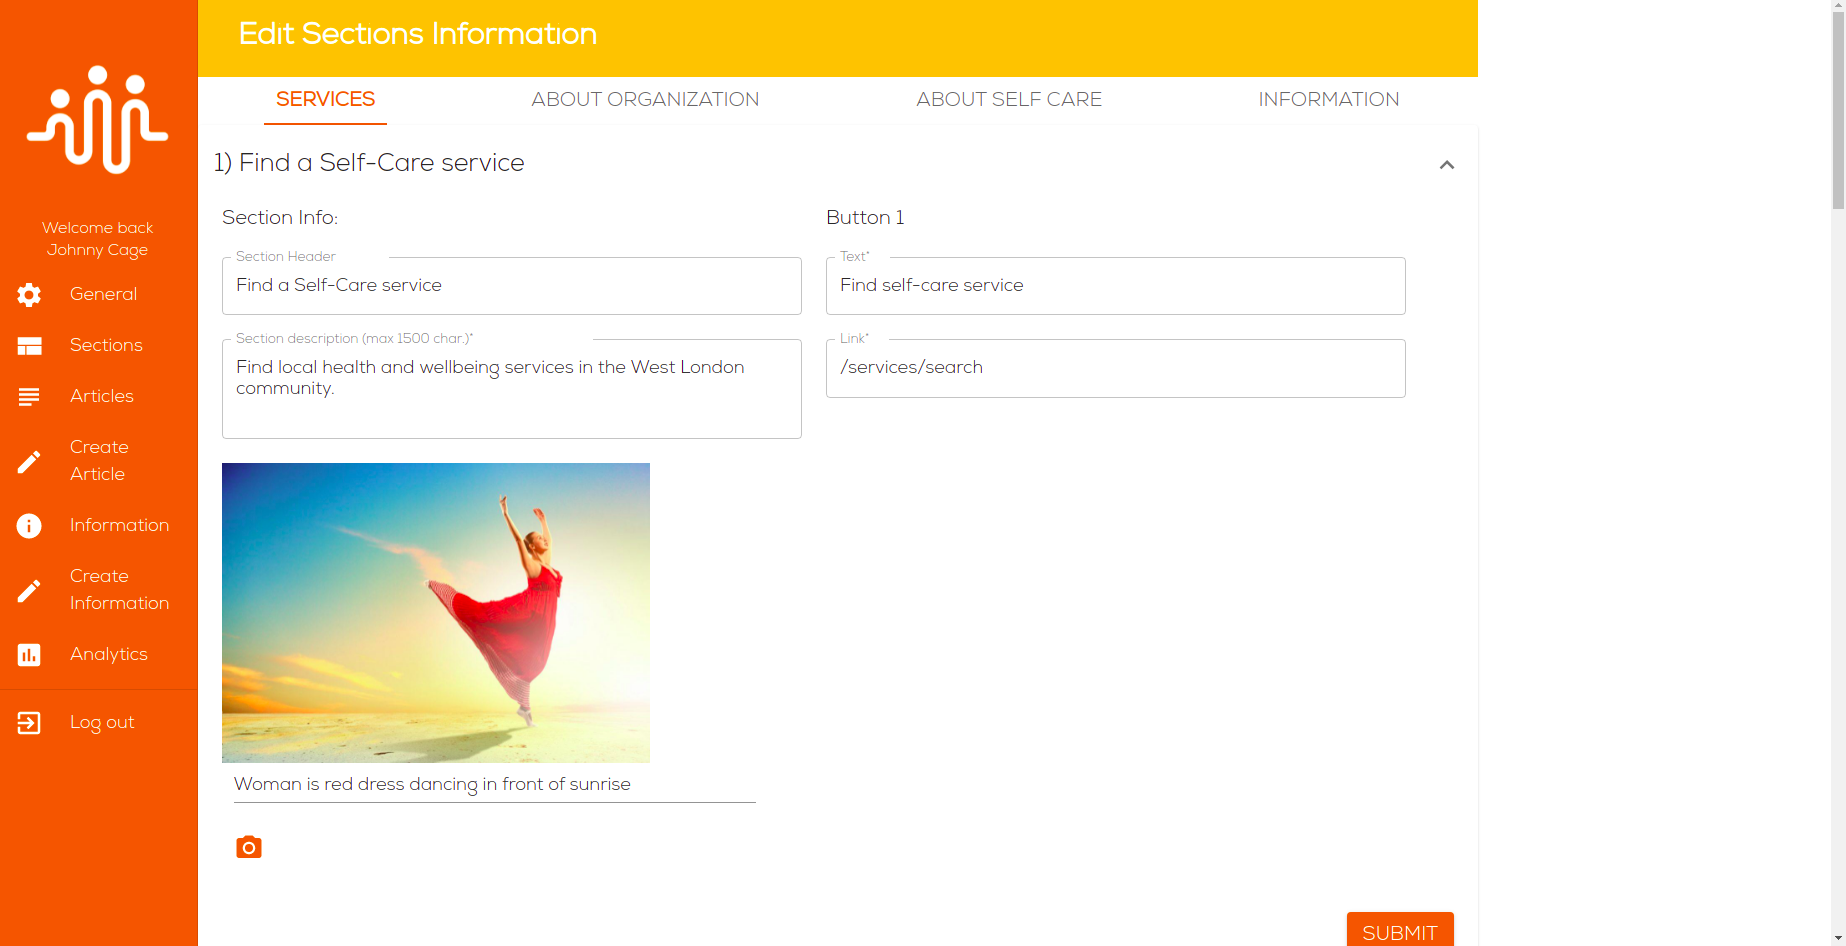 Edit Sections Information
Welcome back
Johnny Cage
General
Sections
Articles
Create
Article
Information
Create
Information
Analytics
Log out
SERVICES
ABOUT ORGANIZATION
ABOUT SELF CARE
INFORMATION
1) Find a Self-Care service
Section Info:
Section Header
Find a Self-Care service
Section description (max 1500 char.)*
Find local health and wellbeing services in the West London
community.
Button 1
Text*
Find self-care service
Link*
/services/search
Woman is red dress dancing in front of sunrise
SUBMIT